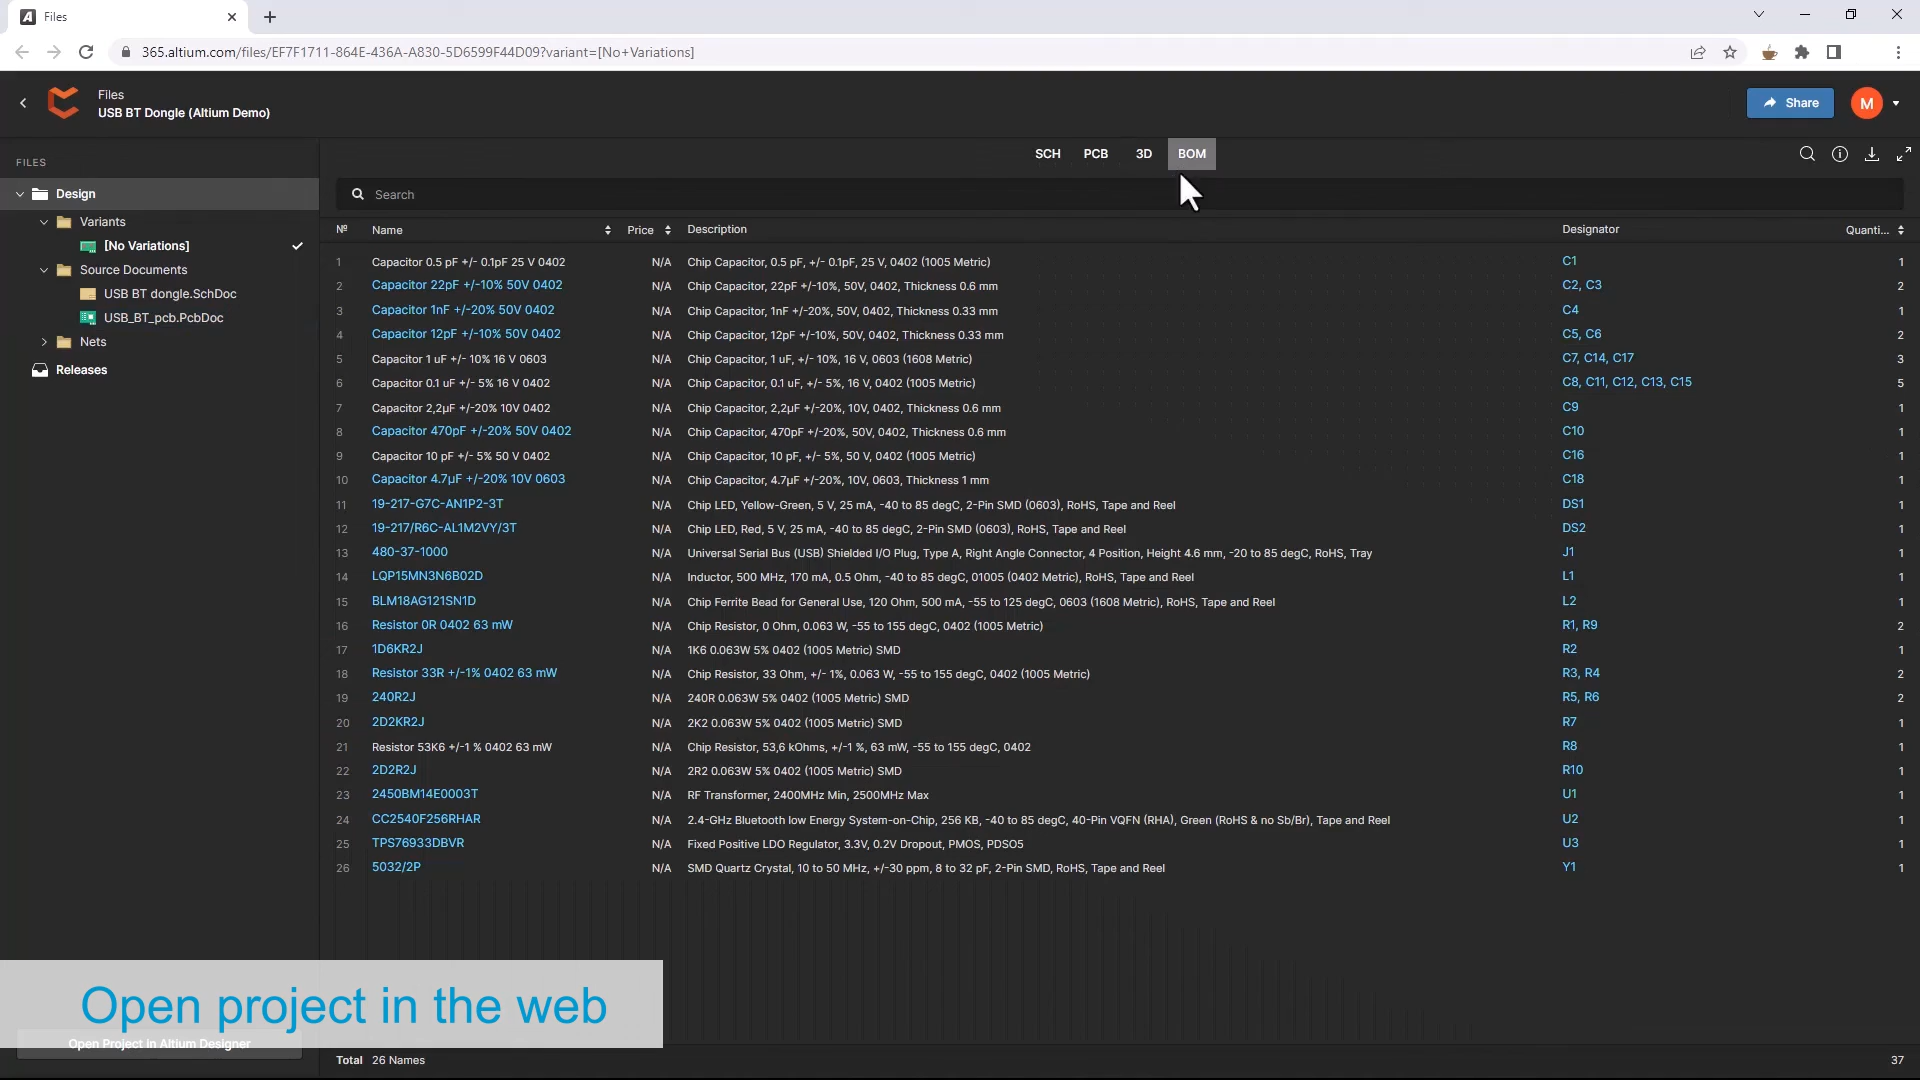 Files
365.altium.com/files/EF7F1711-864E-436A-A830-5D6599F44D09?variant=[No+Variations]
Files
USB BT Dongle (Altium Demo)
Share
M
FILES
SCH PCB 3D BOM
Design
Search
Variants
Nº Name Price Description Designator Quanti...
[No Variations]
Source Documents
USB BT dongle.SchDoc
USB_BT_pcb.PcbDoc
Nets
Releases
1 Capacitor 0.5 pF +/- 0.1pF 25 V 0402 N/A Chip Capacitor, 0.5 pF, +/- 0.1pF, 25 V, 0402 (1005 Metric) C1 1
2 Capacitor 22pF +/-10% 50V 0402 N/A Chip Capacitor, 22pF +/-10%, 50V, 0402, Thickness 0.6 mm C2, C3 2
3 Capacitor 1nF +/-20% 50V 0402 N/A Chip Capacitor, 1nF +/-20%, 50V, 0402, Thickness 0.33 mm C4 1
4 Capacitor 12pF +/-10% 50V 0402 N/A Chip Capacitor, 12pF +/-10%, 50V, 0402, Thickness 0.33 mm C5, C6 2
5 Capacitor 1 uF +/- 10% 16 V 0603 N/A Chip Capacitor, 1 uF, +/- 10%, 16 V, 0603 (1608 Metric) C7, C14, C17 3
6 Capacitor 0.1 uF +/- 5% 16 V 0402 N/A Chip Capacitor, 0.1 uF, +/- 5%, 16 V, 0402 (1005 Metric) C8, C11, C12, C13, C15 5
7 Capacitor 2,2µF +/-20% 10V 0402 N/A Chip Capacitor, 2,2µF +/-20%, 10V, 0402, Thickness 0.6 mm C9 1
8 Capacitor 470pF +/-20% 50V 0402 N/A Chip Capacitor, 470pF +/-20%, 50V, 0402, Thickness 0.6 mm C10 1
9 Capacitor 10 pF +/- 5% 50 V 0402 N/A Chip Capacitor, 10 pF, +/- 5%, 50 V, 0402 (1005 Metric) C16 1
10 Capacitor 4.7µF +/-20% 10V 0603 N/A Chip Capacitor, 4.7µF +/-20%, 10V, 0603, Thickness 1 mm C18 1
11 19-217-G7C-AN1P2-3T N/A Chip LED, Yellow-Green, 5 V, 25 mA, -40 to 85 degC, 2-Pin SMD (0603), RoHS, Tape and Reel DS1 1
12 19-217/R6C-AL1M2VY/3T N/A Chip LED, Red, 5 V, 25 mA, -40 to 85 degC, 2-Pin SMD (0603), RoHS, Tape and Reel DS2 1
13 480-37-1000 N/A Universal Serial Bus (USB) Shielded I/O Plug, Type A, Right Angle Connector, 4 Position, Height 4.6 mm, -20 to 85 degC, RoHS, Tray J1 1
14 LQP15MN3N6B02D N/A Inductor, 500 MHz, 170 mA, 0.5 Ohm, -40 to 85 degC, 01005 (0402 Metric), RoHS, Tape and Reel L1 1
15 BLM18AG121SN1D N/A Chip Ferrite Bead for General Use, 120 Ohm, 500 mA, -55 to 125 degC, 0603 (1608 Metric), RoHS, Tape and Reel L2 1
16 Resistor 0R 0402 63 mW N/A Chip Resistor, 0 Ohm, 0.063 W, -55 to 155 degC, 0402 (1005 Metric) R1, R9 2
17 1D6KR2J N/A 1K6 0.063W 5% 0402 (1005 Metric) SMD R2 1
18 Resistor 33R +/-1% 0402 63 mW N/A Chip Resistor, 33 Ohm, +/- 1%, 0.063 W, -55 to 155 degC, 0402 (1005 Metric) R3, R4 2
19 240R2J N/A 240R 0.063W 5% 0402 (1005 Metric) SMD R5, R6 2
20 2D2KR2J N/A 2K2 0.063W 5% 0402 (1005 Metric) SMD R7 1
21 Resistor 53K6 +/-1 % 0402 63 mW N/A Chip Resistor, 53,6 kOhms, +/-1 %, 63 mW, -55 to 155 degC, 0402 R8 1
22 2D2R2J N/A 2R2 0.063W 5% 0402 (1005 Metric) SMD R10 1
23 2450BM14E0003T N/A RF Transformer, 2400MHz Min, 2500MHz Max U1 1
24 CC2540F256RHAR N/A 2.4-GHz Bluetooth low Energy System-on-Chip, 256 KB, -40 to 85 degC, 40-Pin VQFN (RHA), Green (RoHS & no Sb/Br), Tape and Reel U2 1
25 TPS76933DBVR N/A Fixed Positive LDO Regulator, 3.3V, 0.2V Dropout, PMOS, PDSO5 U3 1
26 5032/2P N/A SMD Quartz Crystal, 10 to 50 MHz, +/-30 ppm, 8 to 32 pF, 2-Pin SMD, RoHS, Tape and Reel Y1 1
Open project in the web
Open Project in Altium Designer
Total 26 Names 37